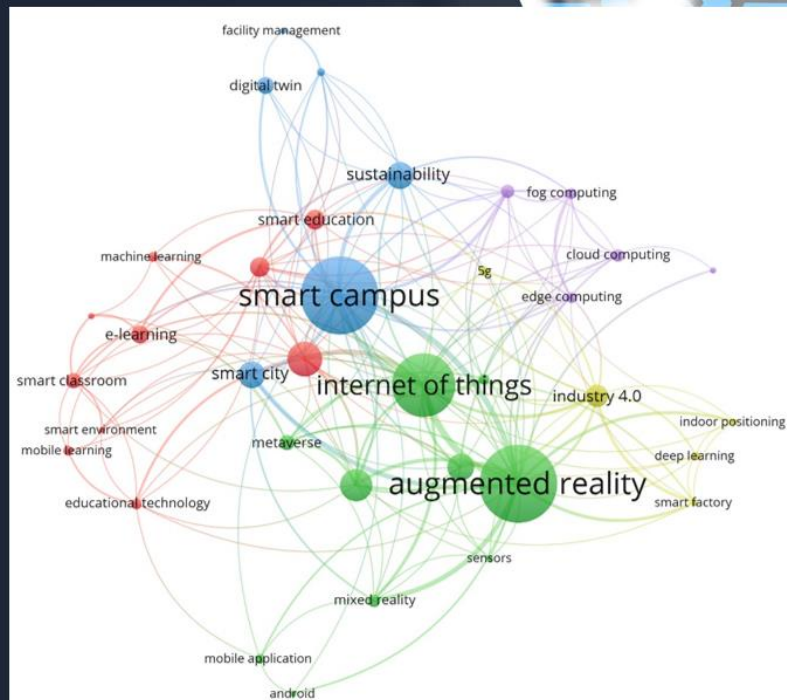 facility management
digital twin
sustainability
fog computing
smart education
machine learning
cloud computing
5g
smart campus
edge computing
e-learning
smart city
smart classroom
internet of things
industry 4.0
indoor positioning
smart environment
metaverse
mobile learning
deep learning
augmented reality
educational technology
smart factory
sensors
mixed reality
mobile application
android